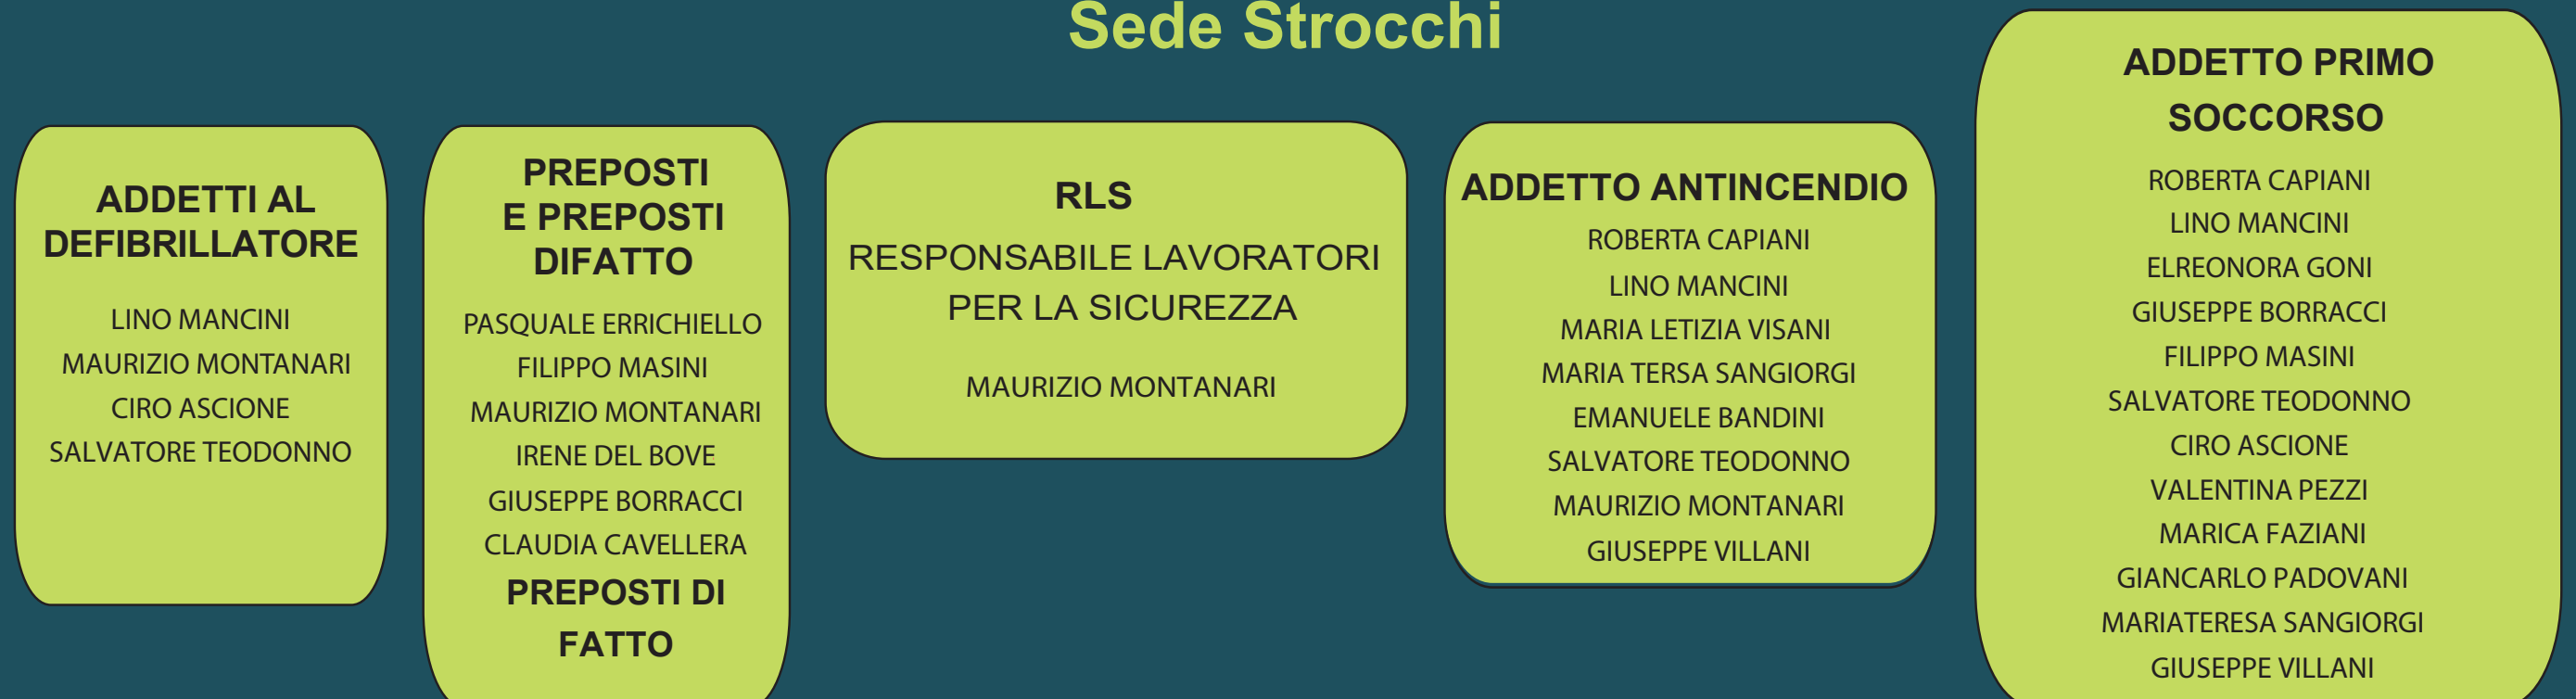 Sede Strocchi
ADDETTI AL
DEFIBRILLATORE
LINO MANCINI
MAURIZIO MONTANARI
CIRO ASCIONE
SALVATORE TEODONNO
PREPOSTI
E PREPOSTI
DIFATTO
PASQUALE ERRICHIELLO
FILIPPO MASINI
MAURIZIO MONTANARI
IRENE DEL BOVE
GIUSEPPE BORRACCI
CLAUDIA CAVELLERA
PREPOSTI DI
FATTO
RLS
RESPONSABILE LAVORATORI
PER LA SICUREZZA
MAURIZIO MONTANARI
ADDETTO ANTINCENDIO
ROBERTA CAPIANI
LINO MANCINI
MARIA LETIZIA VISANI
MARIA TERSA SANGIORGI
EMANUELE BANDINI
SALVATORE TEODONNO
MAURIZIO MONTANARI
GIUSEPPE VILLANI
ADDETTO PRIMO
SOCCORSO
ROBERTA CAPIANI
LINO MANCINI
ELREONORA GONI
GIUSEPPE BORRACCI
FILIPPO MASINI
SALVATORE TEODONNO
CIRO ASCIONE
VALENTINA PEZZI
MARICA FAZIANI
GIANCARLO PADOVANI
MARIATERESA SANGIORGI
GIUSEPPE VILLANI